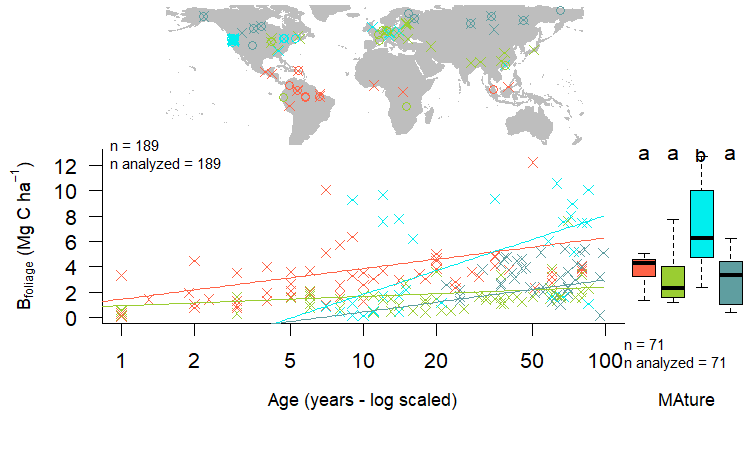 n = 189
n analyzed = 189
12
10
8
6
4
2
0
B foliage (Mg C ha⁻¹)
1 2 5 10 20 50 100
Age (years - log scaled)
a a b a
n = 71
n analyzed = 71
MAture